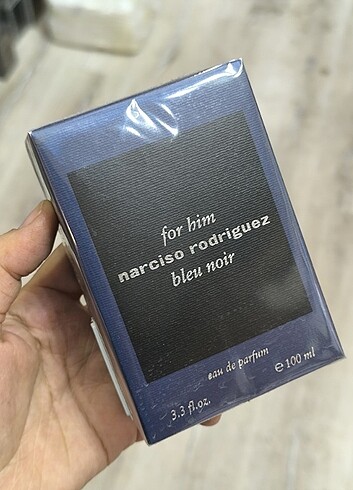 for him
narciso rodriguez
bleu noir
eau de parfum
3.3 fl.oz. ℮ 100 ml